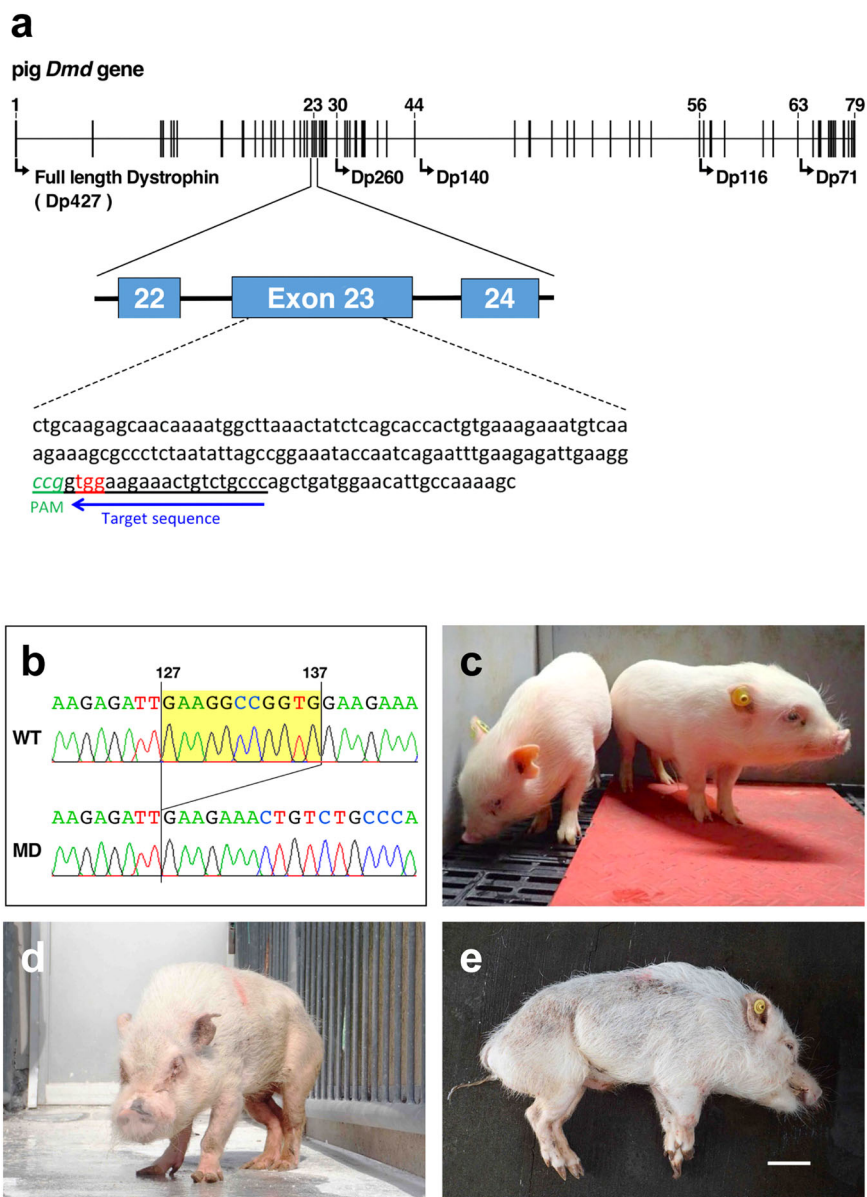 a
pig Dmd gene
1 23 30 44 56 63 79
Full length Dystrophin
( Dp427 )
Dp260 Dp140 Dp116 Dp71
22 Exon 23 24
ctgcaagagcaacaaaatggcttaaactatctcagcaccactgtgaaagaaatgtcaa
agaaagcgccctctaatattagccggaaataccaatcagaatttgaagagattgaagg
ccggtggaagaaactgtctgcccagctgatggaacattgccaaaagc
PAM
Target sequence
b
127 137
AAGAGATTGAAGGCCGGTGGAAGAAA
WT
AAGAGATTGAAGAAACTGTCTGCCCA
MD
c
d
e